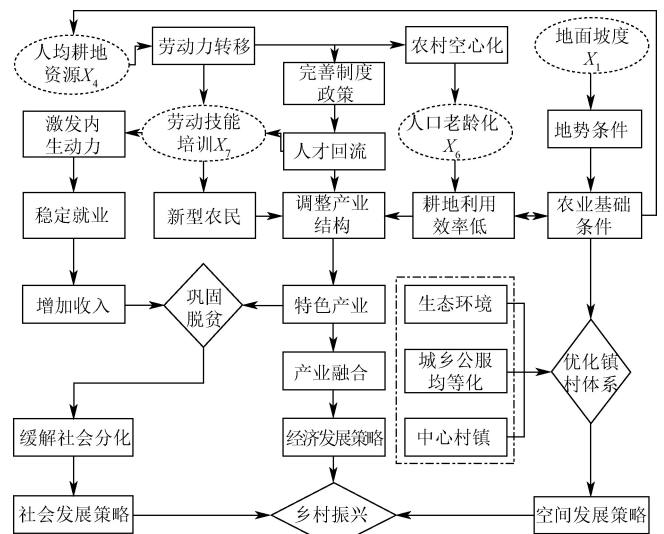 人均耕地
资源X₄
劳动力转移
农村空心化
地面坡度
X₁
完善制度
政策
激发内
生动力
劳动技能
培训X₇
人才回流
人口老龄化
X₆
地势条件
稳定就业
新型农民
调整产业
结构
耕地利用
效率低
农业基础
条件
增加收入
巩固
脱贫
特色产业
生态环境
产业融合
城乡公服
均等化
优化镇
村体系
缓解社会分化
经济发展策略
中心村镇
社会发展策略
乡村振兴
空间发展策略